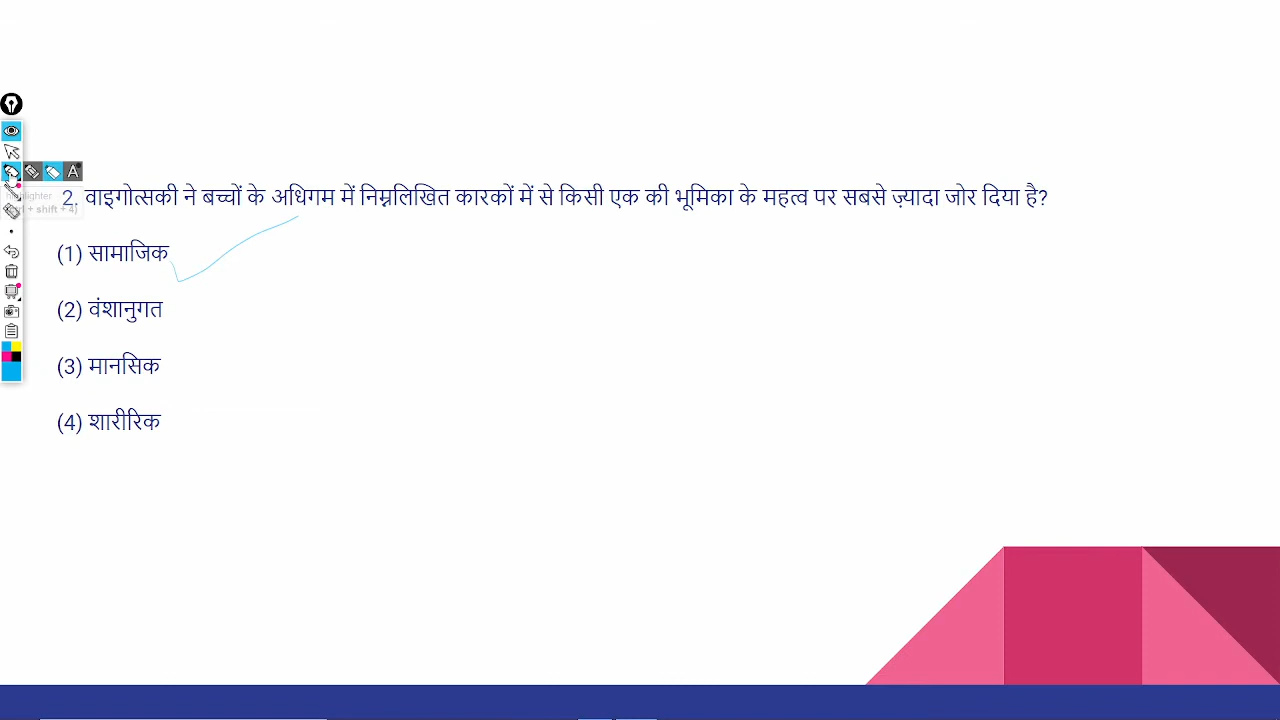 2. वाइगोत्सकी ने बच्चों के अधिगम में निम्नलिखित कारकों में से किसी एक की भूमिका के महत्व पर सबसे ज़्यादा जोर दिया है?
(1) सामाजिक
(2) वंशानुगत
(3) मानसिक
(4) शारीरिक
A